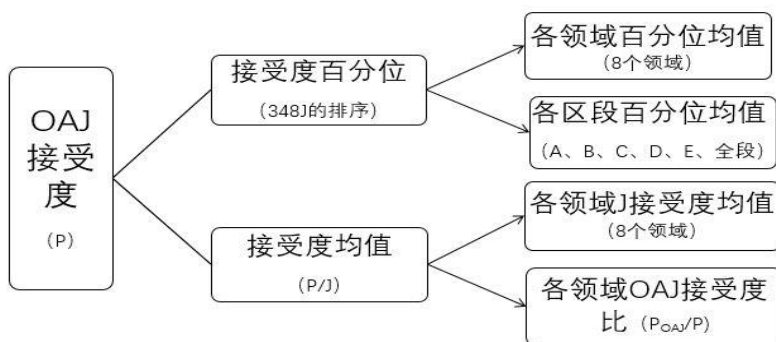 OAJ
接受
度
（P）
接受度百分位
（348J的排序）
接受度均值
（P/J）
各领域百分位均值
（8个领域）
各区段百分位均值
（A、B、C、D、E、全段）
各领域J接受度均值
（8个领域）
各领域OAJ接受度
比（POAJ/P）